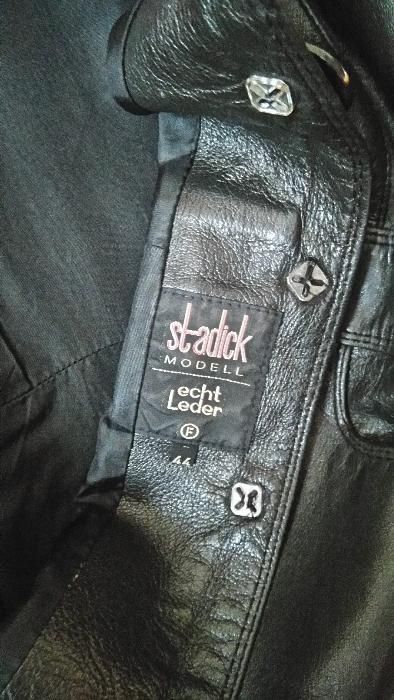 stadick
MODELL
echt
Leder
F
44